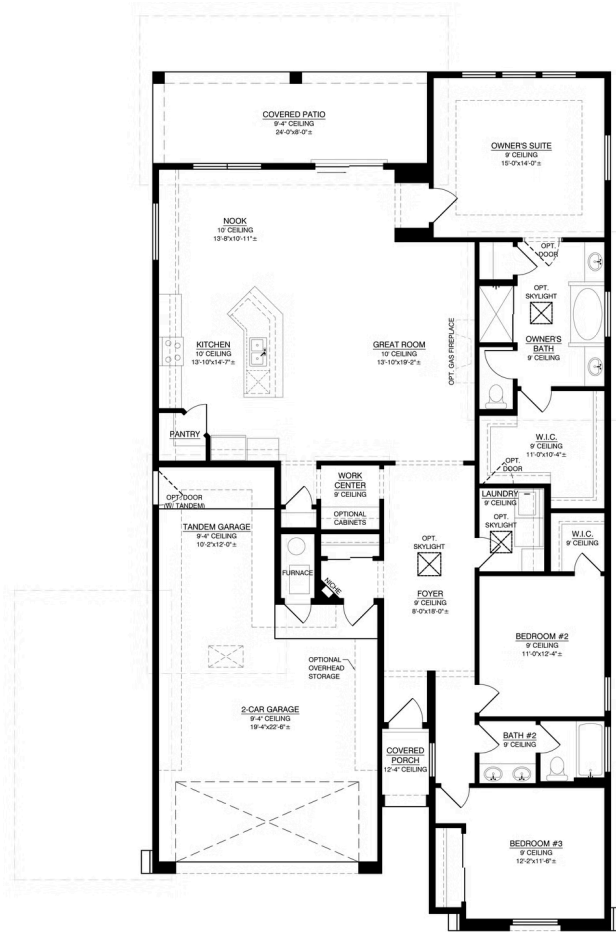 COVERED PATIO
9'-4" CEILING
24'-0"x8'-0"±
OWNER'S SUITE
9' CEILING
15'-0"x14'-0"±
NOOK
10' CEILING
13'-8"x10'-11"±
OPT.
DOOR
OPT.
SKYLIGHT
OWNER'S
BATH
9' CEILING
KITCHEN
10' CEILING
13'-10"x14'-7"±
GREAT ROOM
10' CEILING
13'-10"x19'-2"±
OPT. GAS FIREPLACE
PANTRY
W.I.C.
9' CEILING
11'-0"x10'-4"±
OPT.
DOOR
WORK
CENTER
9' CEILING
OPTIONAL
CABINETS
LAUNDRY
9' CEILING
OPT.
SKYLIGHT
OPT. DOOR
(W/ TANDEM)
TANDEM GARAGE
9'-4" CEILING
10'-2"x12'-0"±
OPT.
SKYLIGHT
W.I.C.
9' CEILING
FURNACE
NICHE
FOYER
9' CEILING
8'-0"x18'-0"±
BEDROOM #2
9' CEILING
11'-0"x12'-4"±
OPTIONAL
OVERHEAD
STORAGE
2-CAR GARAGE
9'-4" CEILING
19'-4"x22'-6"±
COVERED
PORCH
12'-4" CEILING
BATH #2
9' CEILING
BEDROOM #3
9' CEILING
12'-2"x11'-6"±